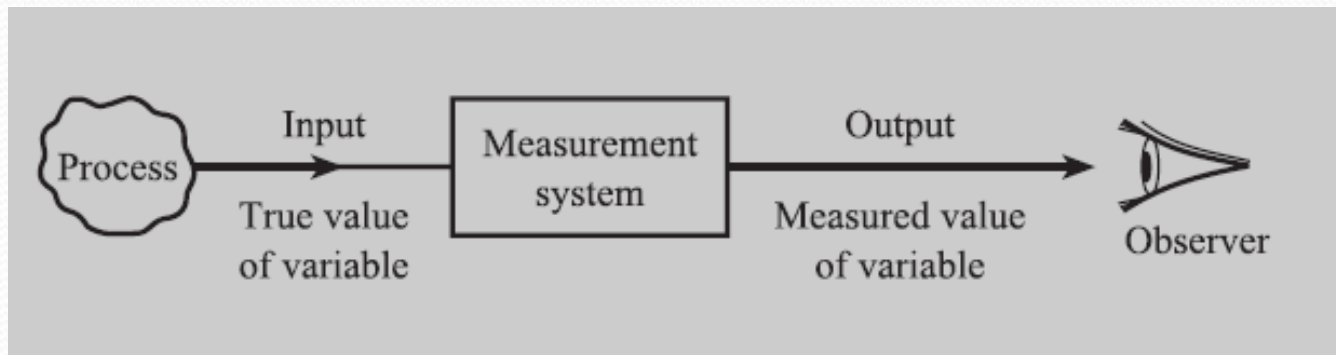 Process
Input
True value
of variable
Measurement
system
Output
Measured value
of variable
Observer